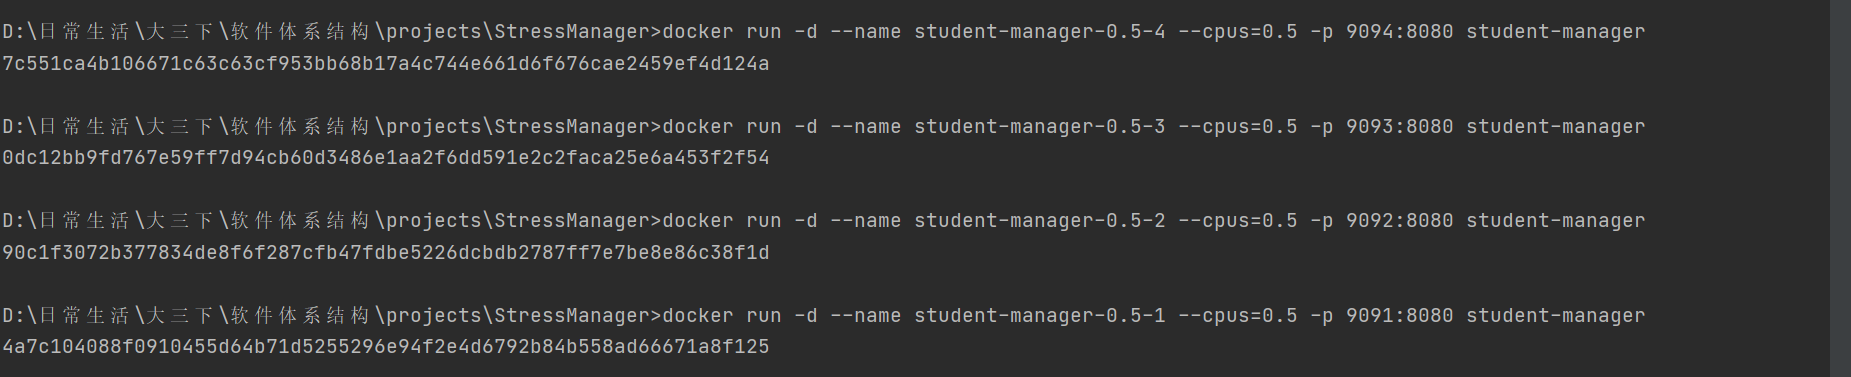 D:\日常生活\大三下\软件体系结构\projects\StressManager>docker run -d --name student-manager-0.5-4 --cpus=0.5 -p 9094:8080 student-manager
7c551ca4b106671c63c63cf953bb68b17a4c744e661d6f676cae2459ef4d124a
D:\日常生活\大三下\软件体系结构\projects\StressManager>docker run -d --name student-manager-0.5-3 --cpus=0.5 -p 9093:8080 student-manager
0dc12bb9fd767e59ff7d94cb60d3486e1aa2f6dd591e2c2faca25e6a453f2f54
D:\日常生活\大三下\软件体系结构\projects\StressManager>docker run -d --name student-manager-0.5-2 --cpus=0.5 -p 9092:8080 student-manager
90c1f3072b377834de8f6f287cfb47fdbe5226dcbdb2787ff7e7be8e86c38f1d
D:\日常生活\大三下\软件体系结构\projects\StressManager>docker run -d --name student-manager-0.5-1 --cpus=0.5 -p 9091:8080 student-manager
4a7c104088f0910455d64b71d5255296e94f2e4d6792b84b558ad66671a8f125